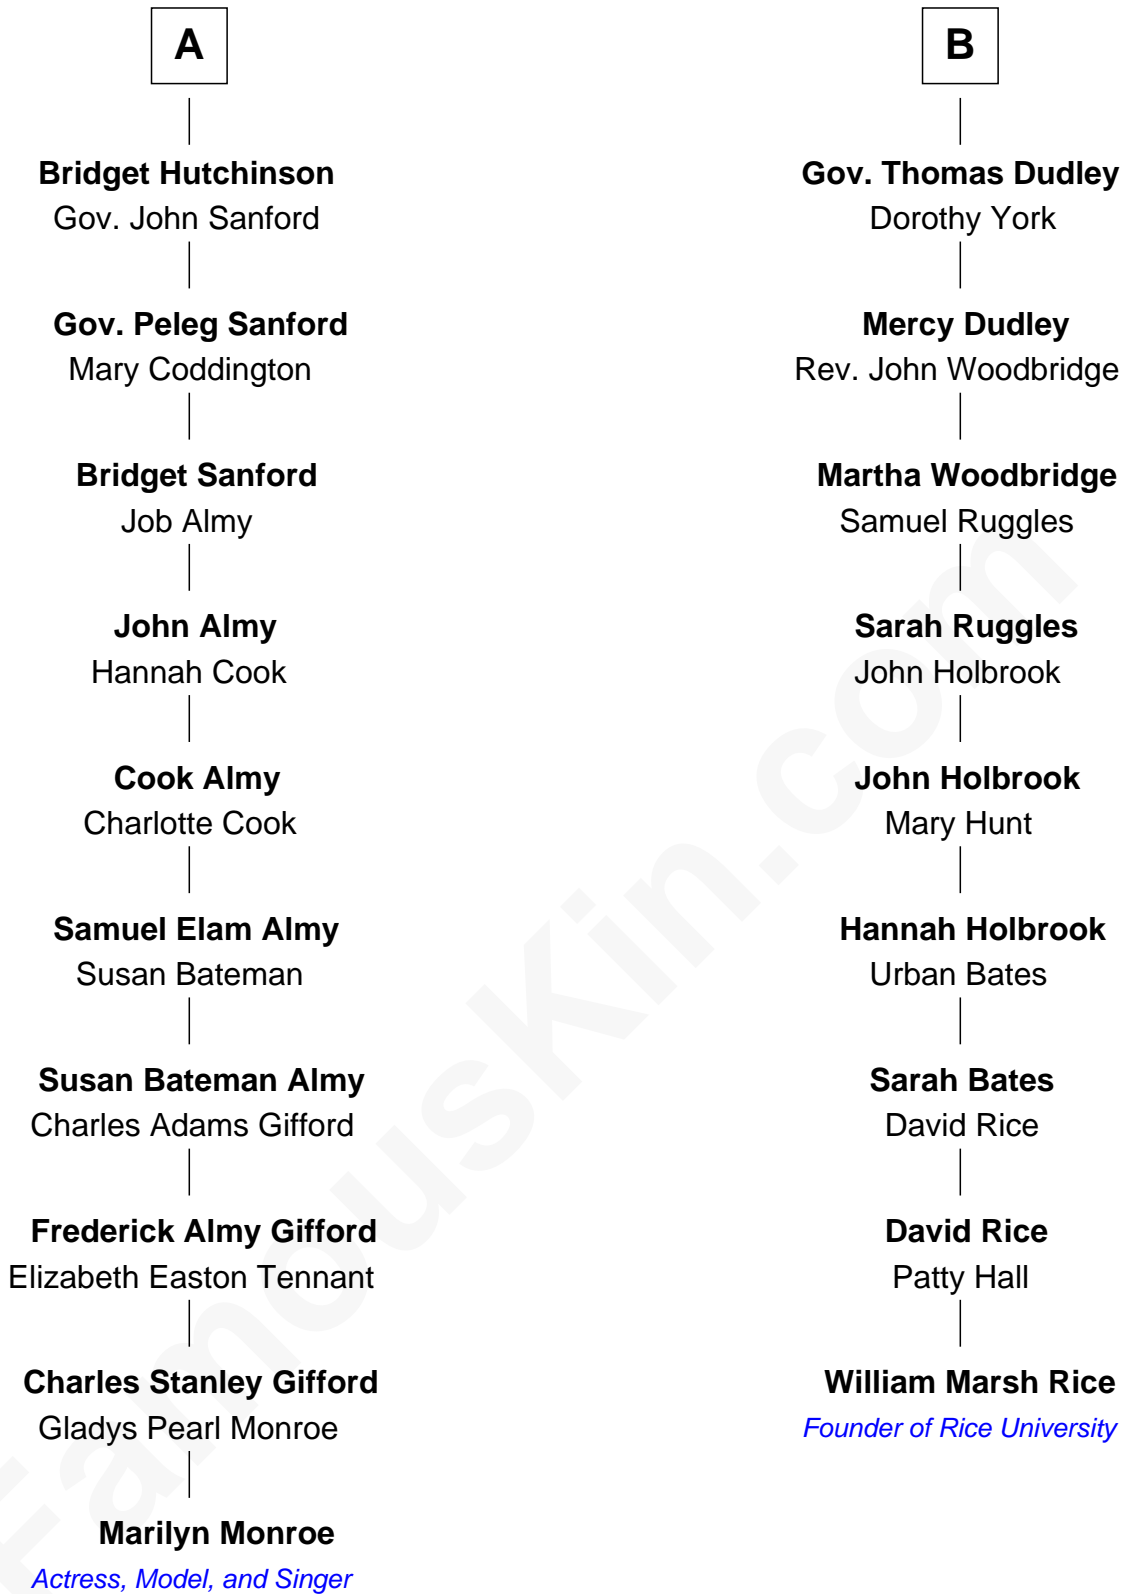 A
Bridget Hutchinson
Gov. John Sanford
Gov. Peleg Sanford
Mary Coddington
Bridget Sanford
Job Almy
John Almy
Hannah Cook
Cook Almy
Charlotte Cook
Samuel Elam Almy
Susan Bateman
Susan Bateman Almy
Charles Adams Gifford
Frederick Almy Gifford
Elizabeth Easton Tennant
Charles Stanley Gifford
Gladys Pearl Monroe
Marilyn Monroe
Actress, Model, and Singer
B
Gov. Thomas Dudley
Dorothy York
Mercy Dudley
Rev. John Woodbridge
Martha Woodbridge
Samuel Ruggles
Sarah Ruggles
John Holbrook
John Holbrook
Mary Hunt
Hannah Holbrook
Urban Bates
Sarah Bates
David Rice
David Rice
Patty Hall
William Marsh Rice
Founder of Rice University
FamousKin.com